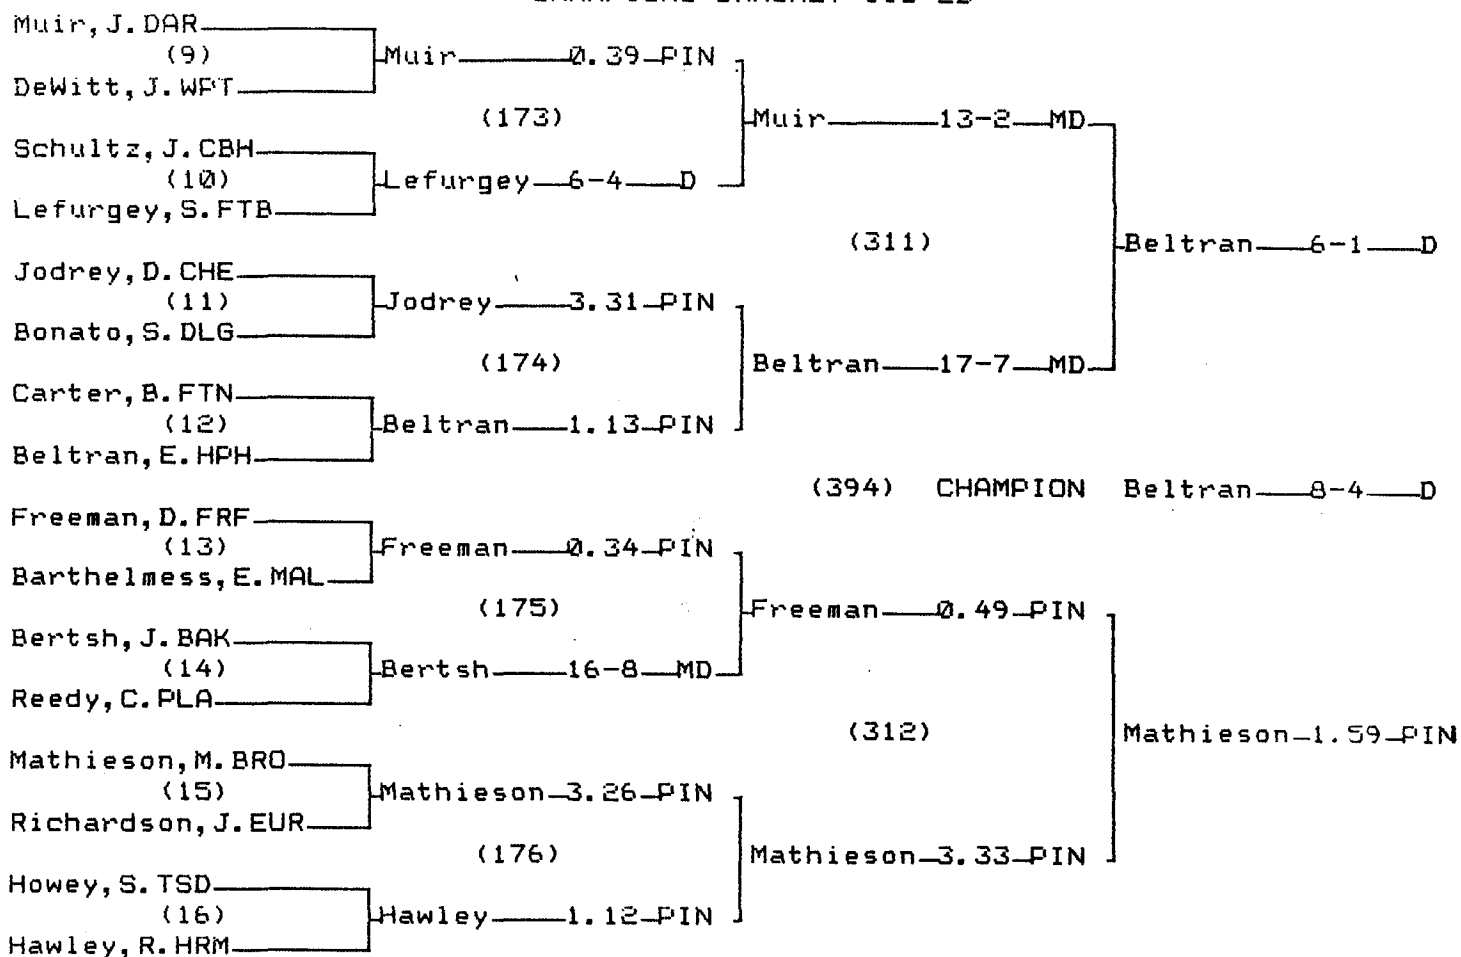 Muir, J. DAR
Muir 0.39 PIN
(9)
DeWitt, J. WPT
(173)
Muir 13-2 MD
Schultz, J. CBH
(10)
Lefurgey 6-4 D
Lefurgey, S. FTB
(311)
Beltran 6-1 D
Jodrey, D. CHE
(11)
Jodrey 3.31 PIN
Bonato, S. DLG
(174)
Beltran 17-7 MD
Carter, B. FTN
(12)
Beltran 1.13 PIN
Beltran, E. HPH
(394) CHAMPION Beltran 8-4 D
Freeman, D. FRF
(13)
Freeman 0.34 PIN
Barthelmess, E. MAL
(175)
Freeman 0.49 PIN
Bertsh, J. BAK
(14)
Bertsh 16-8 MD
Reedy, C. PLA
(312)
Mathieson 1.59 PIN
Mathieson, M. BRO
(15)
Mathieson 3.26 PIN
Richardson, J. EUR
(176)
Mathieson 3.33 PIN
Howey, S. TSD
(16)
Hawley 1.12 PIN
Hawley, R. HRM